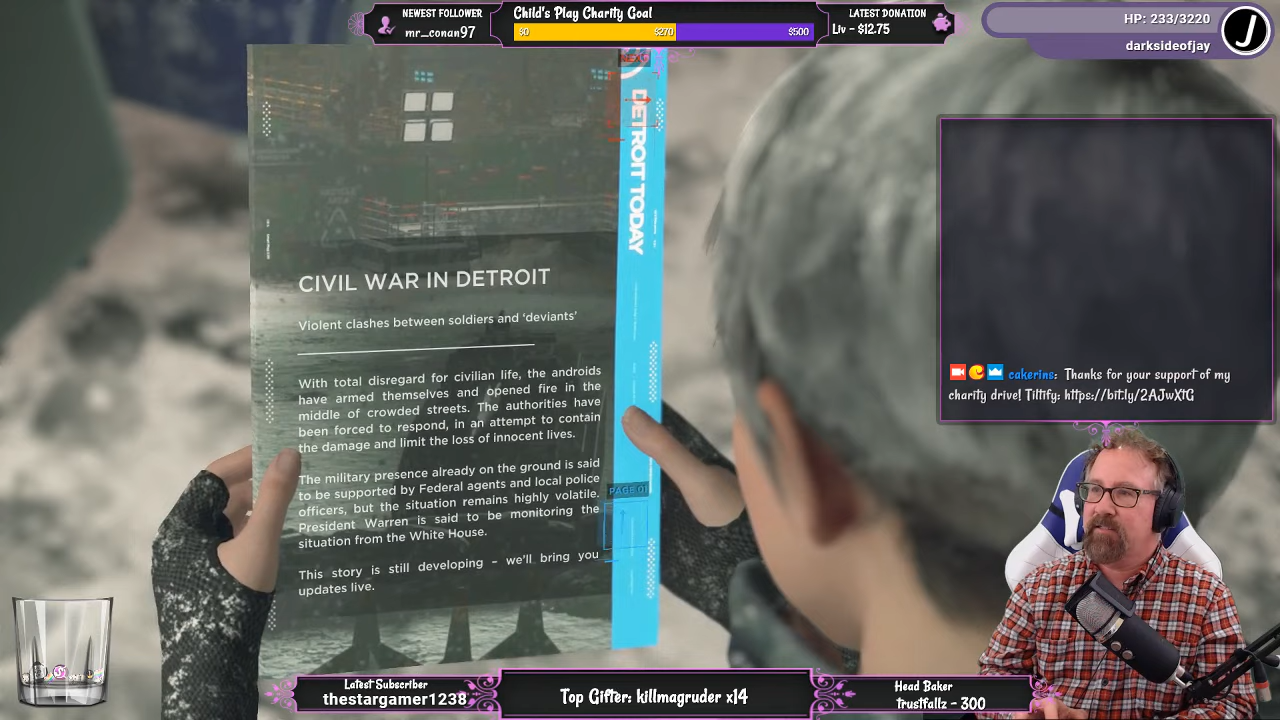 NEWEST FOLLOWER
mr_conan97
Child's Play Charity Goal
$0
$270
$500
LATEST DONATION
Liv - $12.75
HP: 233/3220
darksideofjay
J
DETROIT TODAY
CIVIL WAR IN DETROIT
Violent clashes between soldiers and ‘deviants’
With total disregard for civilian life, the androids
have armed themselves and opened fire in the
middle of crowded streets. The authorities have
been forced to respond, in an attempt to contain
the damage and limit the loss of innocent lives.
The military presence already on the ground is said
to be supported by Federal agents and local police
officers, but the situation remains highly volatile.
President Warren is said to be monitoring the
situation from the White House.
This story is still developing – we’ll bring you
updates live.
PAGE 01
cakerins: Thanks for your support of my
charity drive! Tiltify: https://bit.ly/2AJwXtG
Latest Subscriber
thestargamer1238
Top Gifter: killmagruder x14
Head Baker
trustfallz - 300